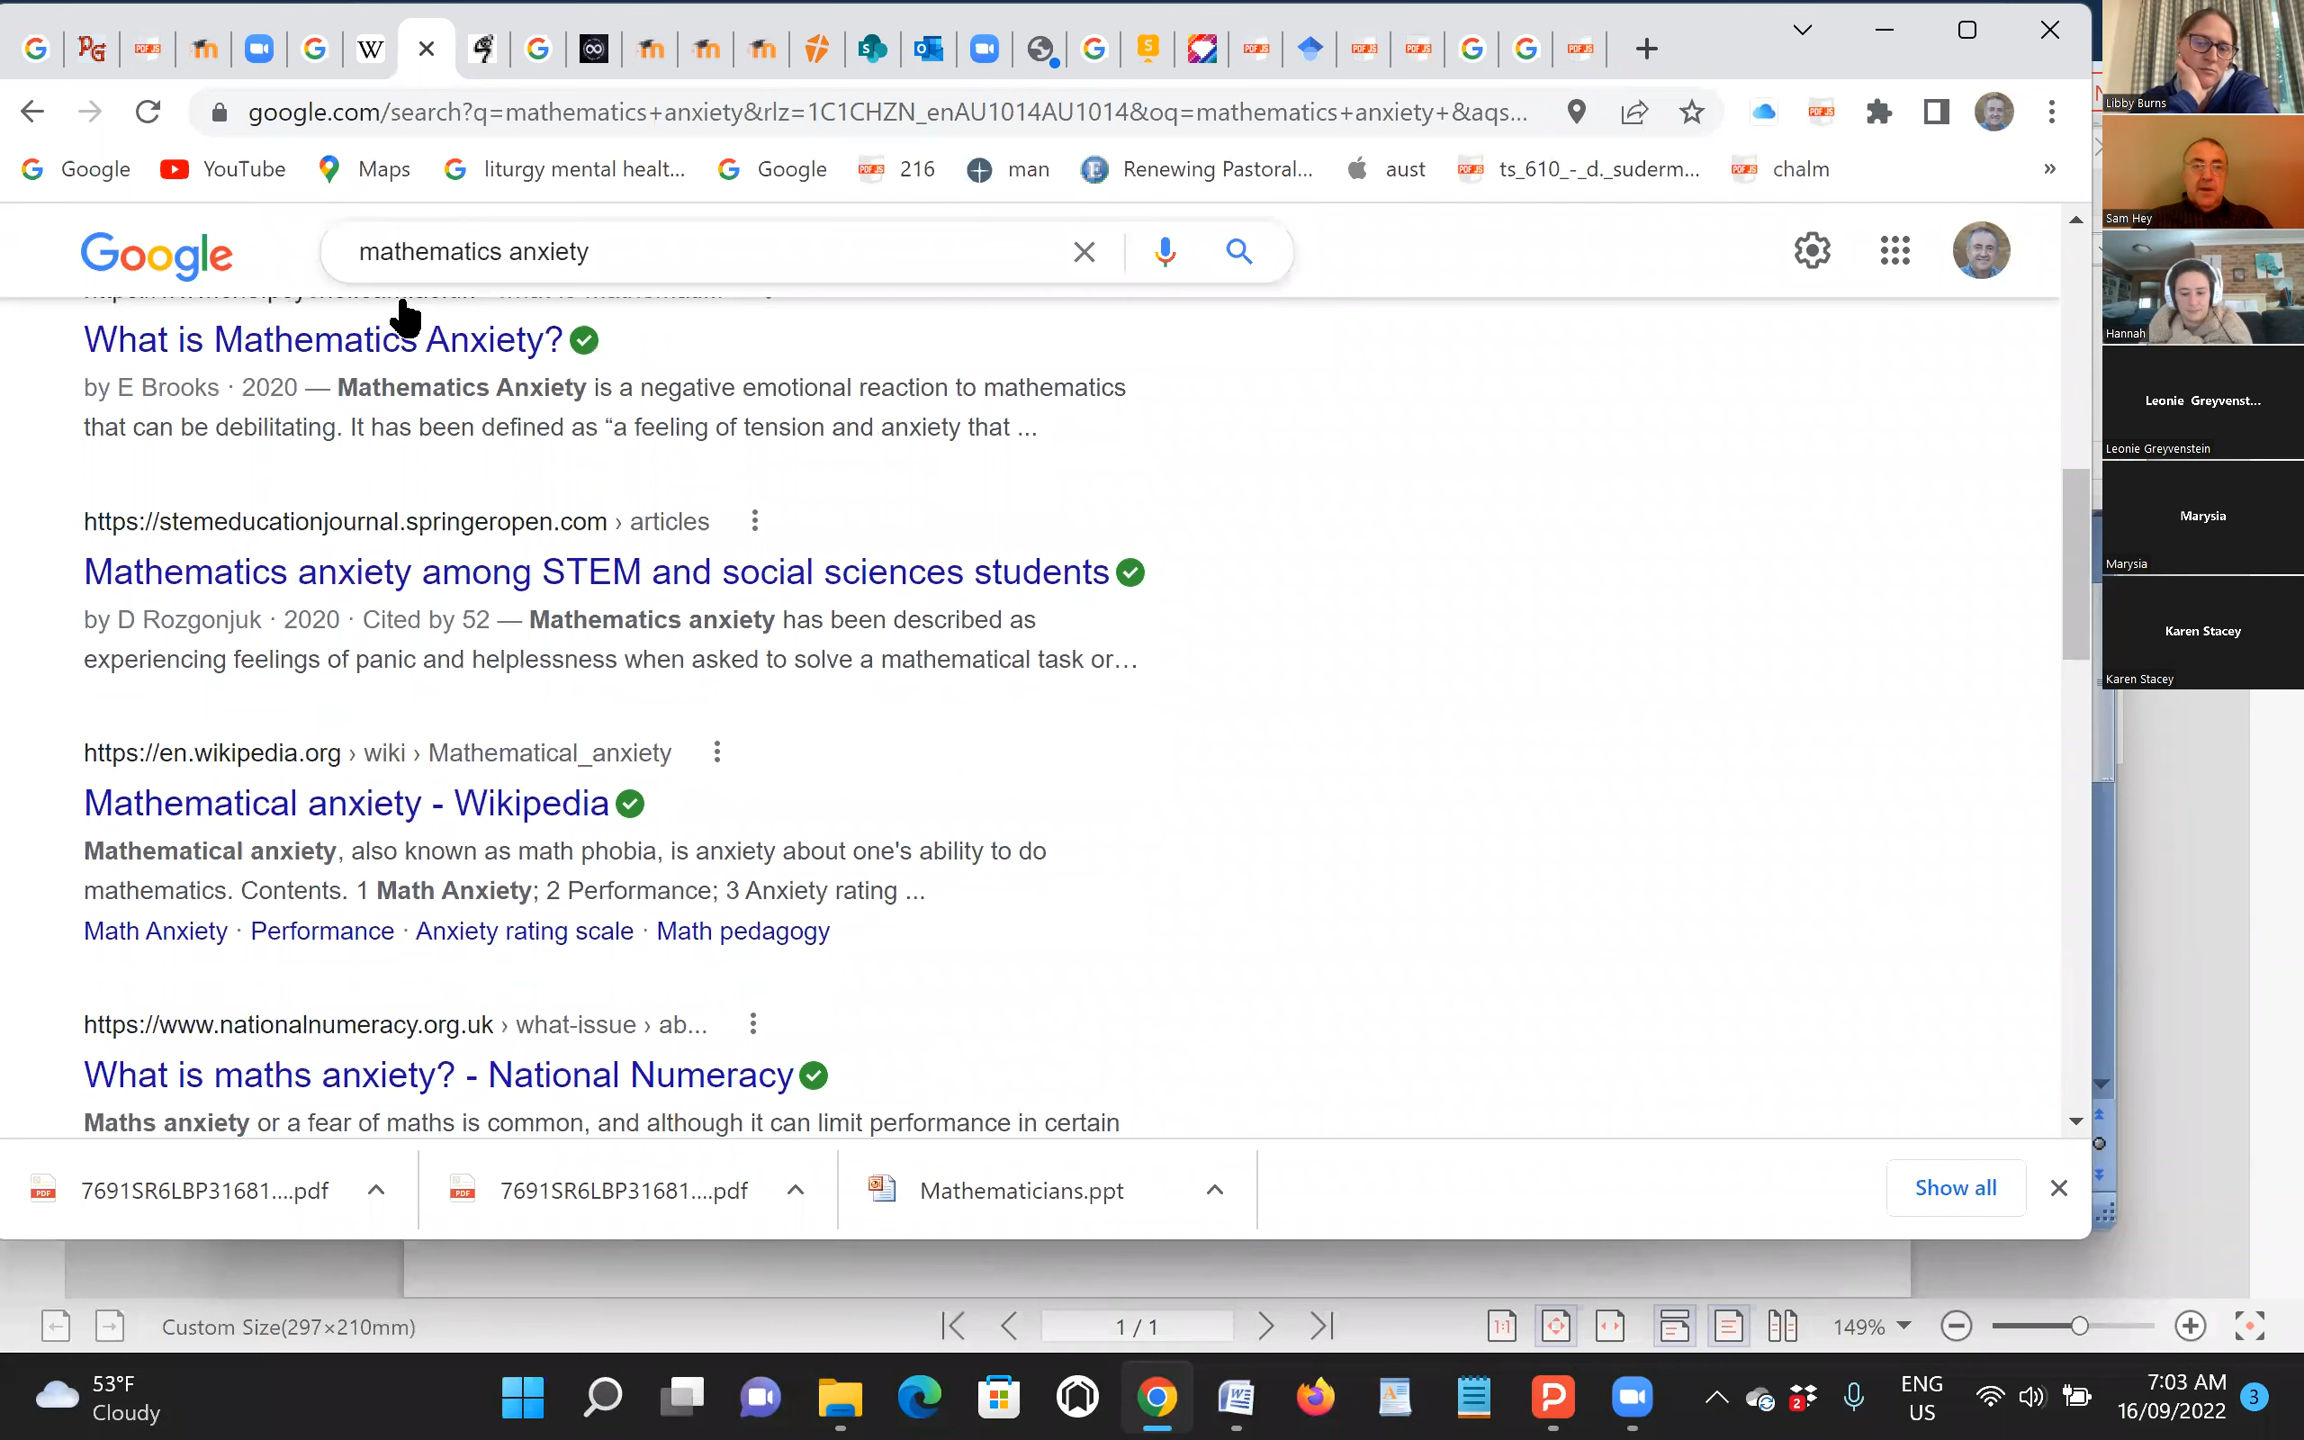 google.com/search?q=mathematics+anxiety&rlz=1C1CHZN_enAU1014AU1014&oq=mathematics+anxiety+&aqs...
Google YouTube Maps liturgy mental healt... Google 216 man Renewing Pastoral... aust ts_610_-_d._suderm... chalm »
Google mathematics anxiety
What is Mathematics Anxiety?
by E Brooks · 2020 — Mathematics Anxiety is a negative emotional reaction to mathematics
that can be debilitating. It has been defined as “a feeling of tension and anxiety that ...
https://stemeducationjournal.springeropen.com › articles
Mathematics anxiety among STEM and social sciences students
by D Rozgonjuk · 2020 · Cited by 52 — Mathematics anxiety has been described as
experiencing feelings of panic and helplessness when asked to solve a mathematical task or...
https://en.wikipedia.org › wiki › Mathematical_anxiety
Mathematical anxiety - Wikipedia
Mathematical anxiety, also known as math phobia, is anxiety about one's ability to do
mathematics. Contents. 1 Math Anxiety; 2 Performance; 3 Anxiety rating ...
Math Anxiety · Performance · Anxiety rating scale · Math pedagogy
https://www.nationalnumeracy.org.uk › what-issue › ab...
What is maths anxiety? - National Numeracy
Maths anxiety or a fear of maths is common, and although it can limit performance in certain
7691SR6LBP31681....pdf 7691SR6LBP31681....pdf Mathematicians.ppt Show all
Custom Size(297×210mm) 1 / 1 1:1 149%
53°F
Cloudy
ENG
US
7:03 AM
16/09/2022
3
2
Libby Burns
Sam Hey
Hannah
Leonie Greyvenst...
Leonie Greyvenstein
Marysia
Marysia
Karen Stacey
Karen Stacey